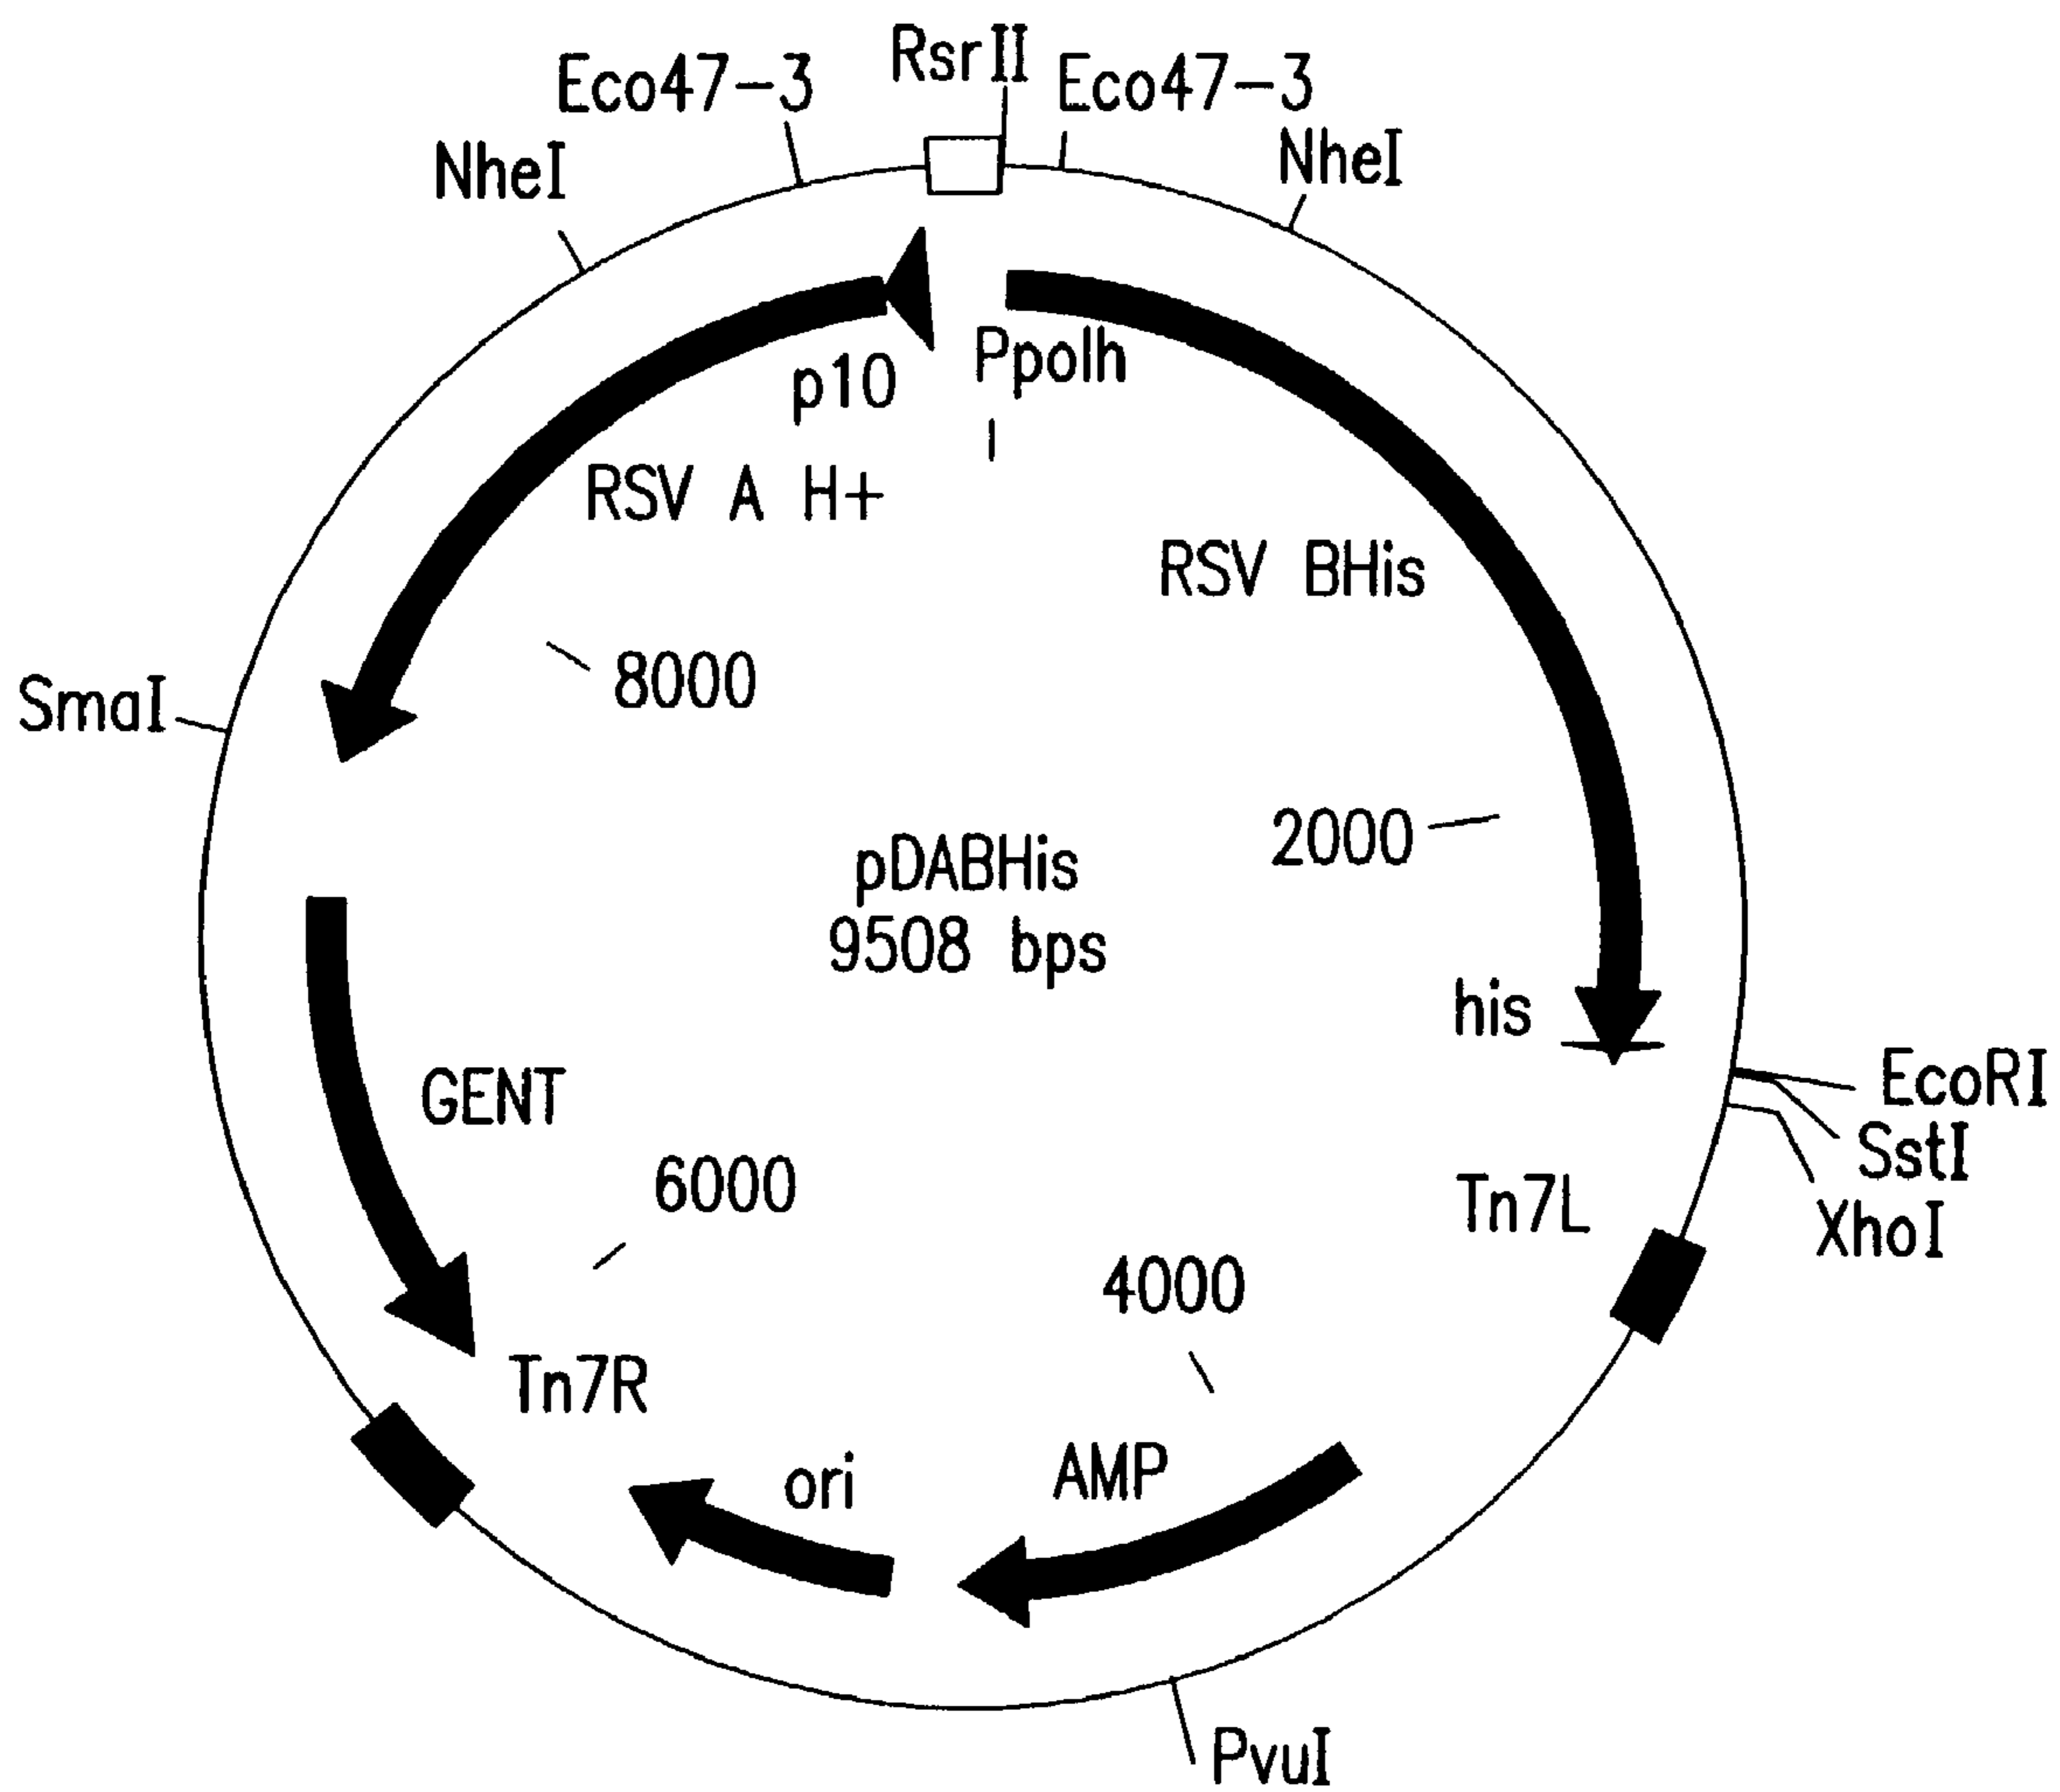 RsrII
Eco47-3
Eco47-3
NheI
NheI
p10
Ppolh
RSV A H+
RSV BHis
8000
SmaI
2000
pDABHis
9508 bps
his
EcoRI
GENT
SstI
6000
Tn7L
XhoI
4000
Tn7R
ori
AMP
PvuI